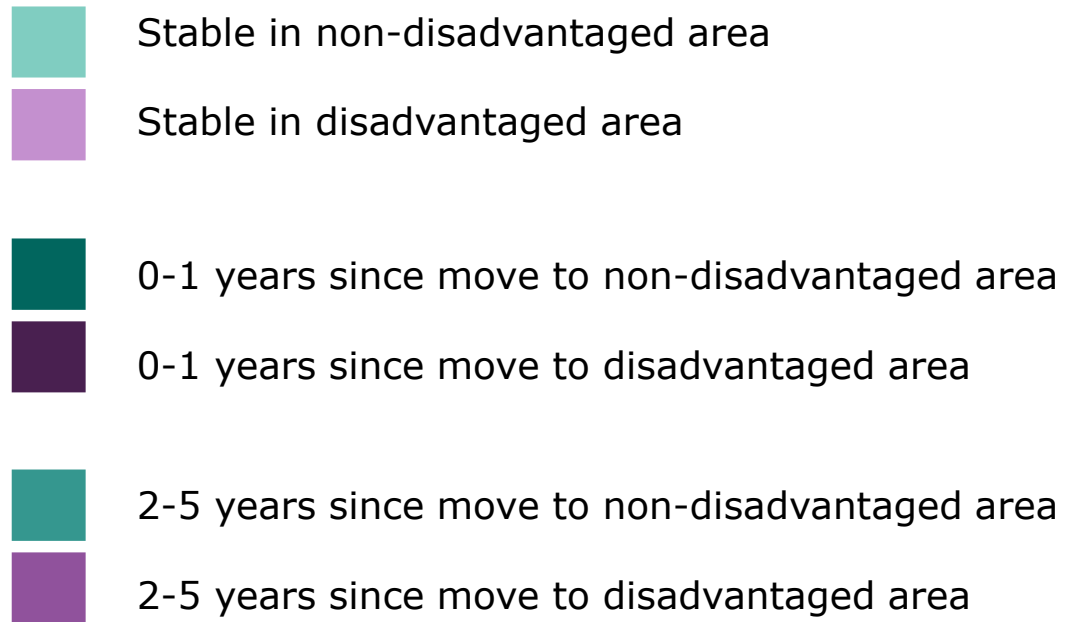 Stable in non-disadvantaged area
Stable in disadvantaged area
0-1 years since move to non-disadvantaged area
0-1 years since move to disadvantaged area
2-5 years since move to non-disadvantaged area
2-5 years since move to disadvantaged area